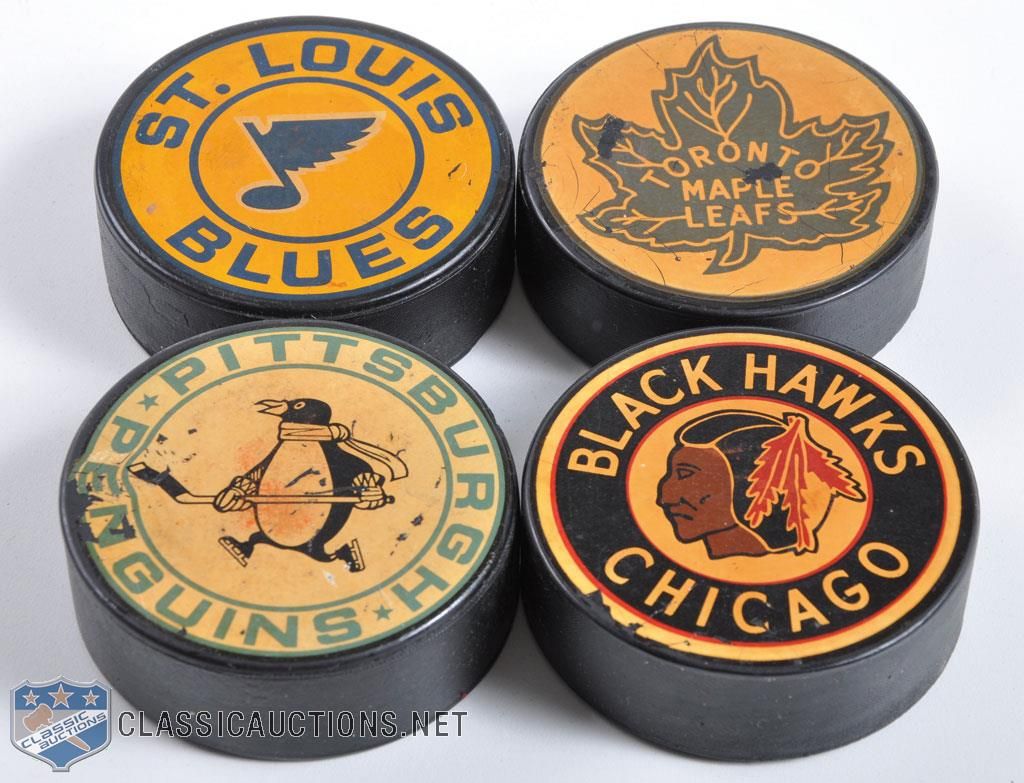 ST. LOUIS
BLUES
TORONTO
MAPLE
LEAFS
PITTSBURGH
PENGUINS
BLACK HAWKS
CHICAGO
CLASSIC
AUCTIONS
CLASSICAUCTIONS.NET